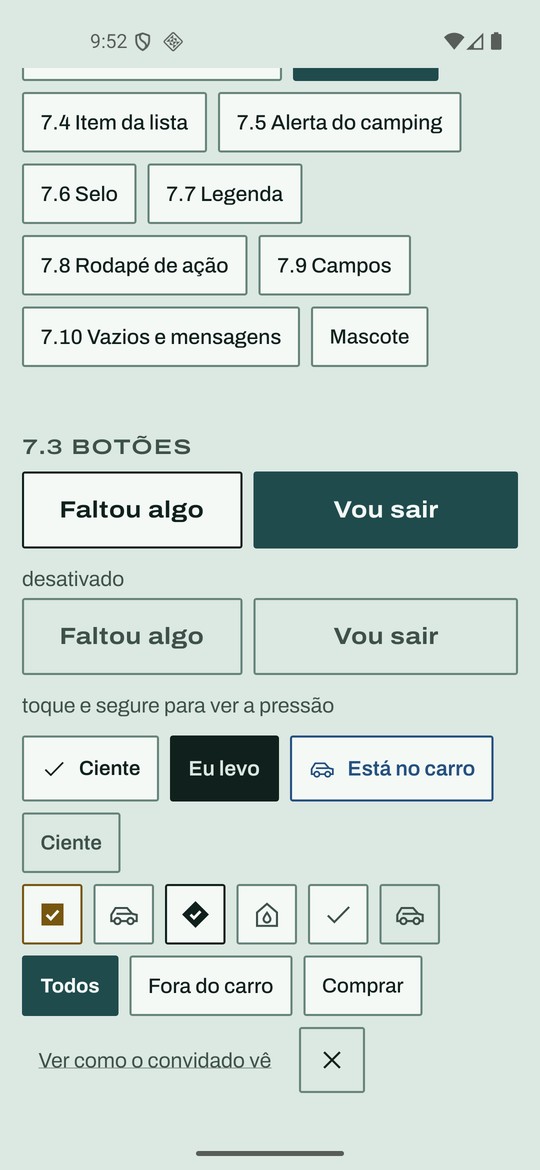 9:52
7.4 Item da lista
7.5 Alerta do camping
7.6 Selo
7.7 Legenda
7.8 Rodapé de ação
7.9 Campos
7.10 Vazios e mensagens
Mascote
7.3 BOTÕES
Faltou algo
Vou sair
desativado
Faltou algo
Vou sair
toque e segure para ver a pressão
Ciente
Eu levo
Está no carro
Ciente
Todos
Fora do carro
Comprar
Ver como o convidado vê